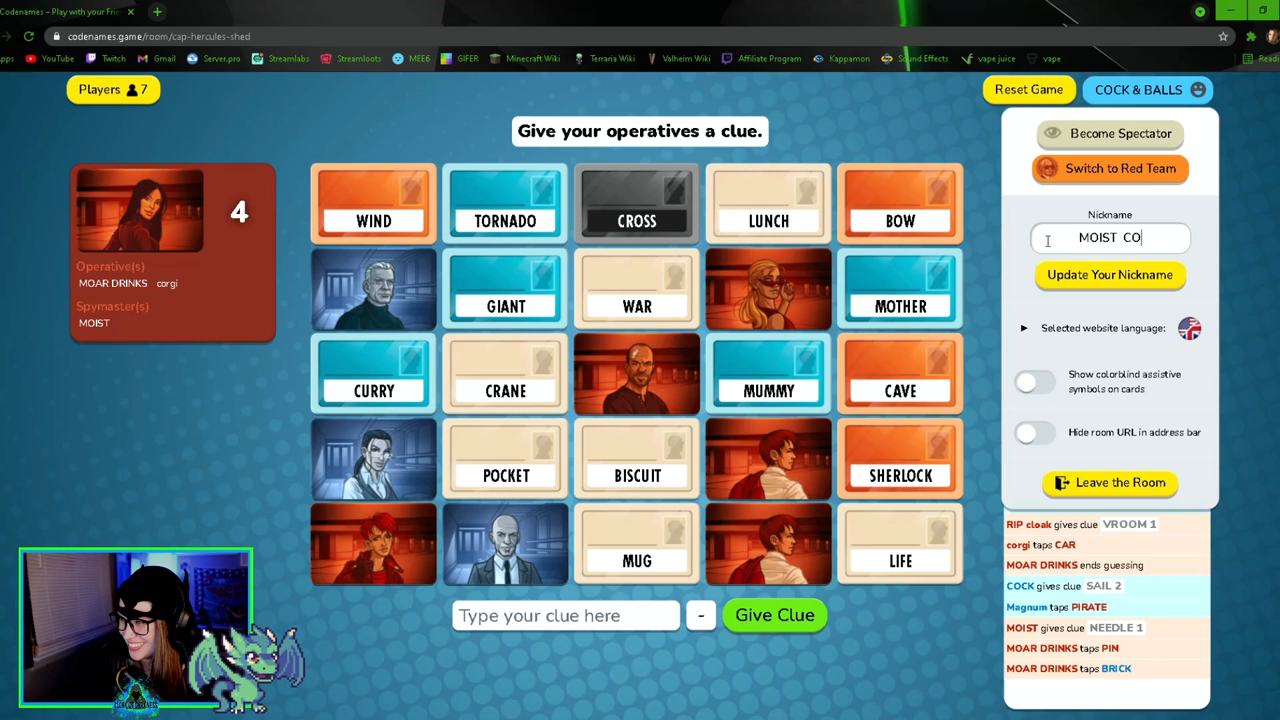 Codenames – Play with your Frie
codenames.game/room/cap-hercules-shed
pps YouTube Twitch Gmail Server.pro Streamlabs Streamloots MEE6 GIFER Minecraft Wiki Terraria Wiki Valheim Wiki Affiliate Program Kappamon Sound Effects vape juice vape Readi
Players 7
Reset Game
COCK & BALLS
Give your operatives a clue.
Become Spectator
Switch to Red Team
4
Operative(s)
MOAR DRINKS corgi
Spymaster(s)
MOIST
WIND TORNADO CROSS LUNCH BOW
GIANT WAR MOTHER
CURRY CRANE MUMMY CAVE
POCKET BISCUIT SHERLOCK
MUG LIFE
Type your clue here - Give Clue
Nickname
MOIST CO
Update Your Nickname
Selected website language:
Show colorblind assistive
symbols on cards
Hide room URL in address bar
Leave the Room
RIP cloak gives clue VROOM 1
corgi taps CAR
MOAR DRINKS ends guessing
COCK gives clue SAIL 2
Magnum taps PIRATE
MOIST gives clue NEEDLE 1
MOAR DRINKS taps PIN
MOAR DRINKS taps BRICK